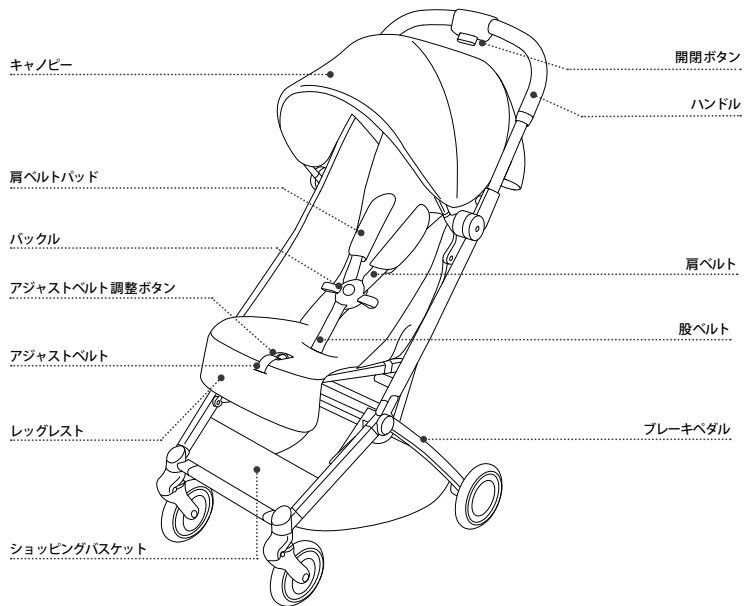 キャノピー
肩ベルトパッド
バックル
アジャストベルト調整ボタン
アジャストベルト
レッグレスト
ショッピングバスケット
開閉ボタン
ハンドル
肩ベルト
股ベルト
ブレーキペダル